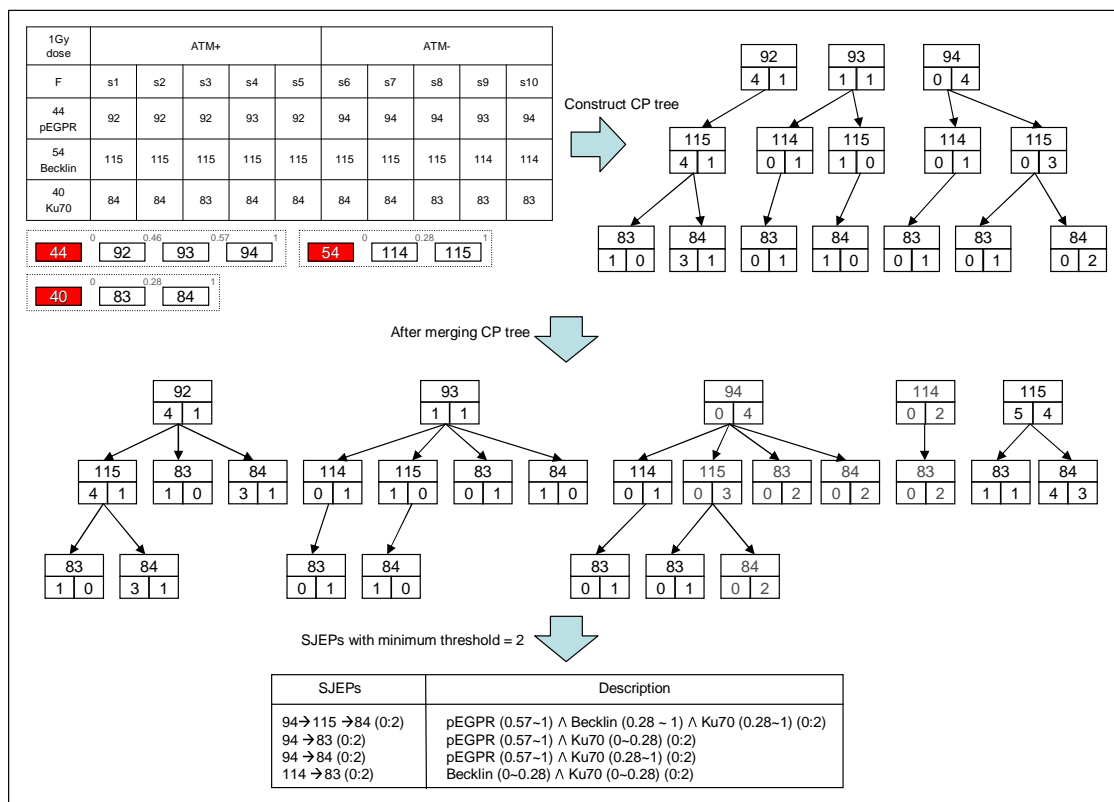 1Gy dose ATM+ ATM-
F s1 s2 s3 s4 s5 s6 s7 s8 s9 s10
44 pEGPR 92 92 92 93 92 94 94 94 93 94
54 Becklin 115 115 115 115 115 115 115 115 114 114
40 Ku70 84 84 83 84 84 84 84 83 83 83
0 0.46 0.57 1
44 92 93 94
0 0.28 1
54 114 115
0 0.28 1
40 83 84
Construct CP tree
92 93 94
4 1 1 1 0 4
115 114 115 114 115
4 1 0 1 1 0 0 1 0 3
83 84 83 84 83 83 84
1 0 3 1 0 1 1 0 0 1 0 1 0 2
After merging CP tree
92 93 94 114 115
4 1 1 1 0 4 0 2 5 4
115 83 84 114 115 83 84 114 115 83 84 83 83 84
4 1 1 0 3 1 0 1 1 0 0 1 1 0 0 1 0 3 0 2 0 2 0 2 1 1 4 3
83 84 83 84 83 83 84
1 0 3 1 0 1 1 0 0 1 0 1 0 2
SJEPs with minimum threshold = 2
SJEPs Description
94→115 →84 (0:2) pEGPR (0.57~1) Λ Becklin (0.28 ~ 1) Λ Ku70 (0.28~1) (0:2)
94 →83 (0:2) pEGPR (0.57~1) Λ Ku70 (0~0.28) (0:2)
94 →84 (0:2) pEGPR (0.57~1) Λ Ku70 (0.28~1) (0:2)
114 →83 (0:2) Becklin (0~0.28) Λ Ku70 (0~0.28) (0:2)